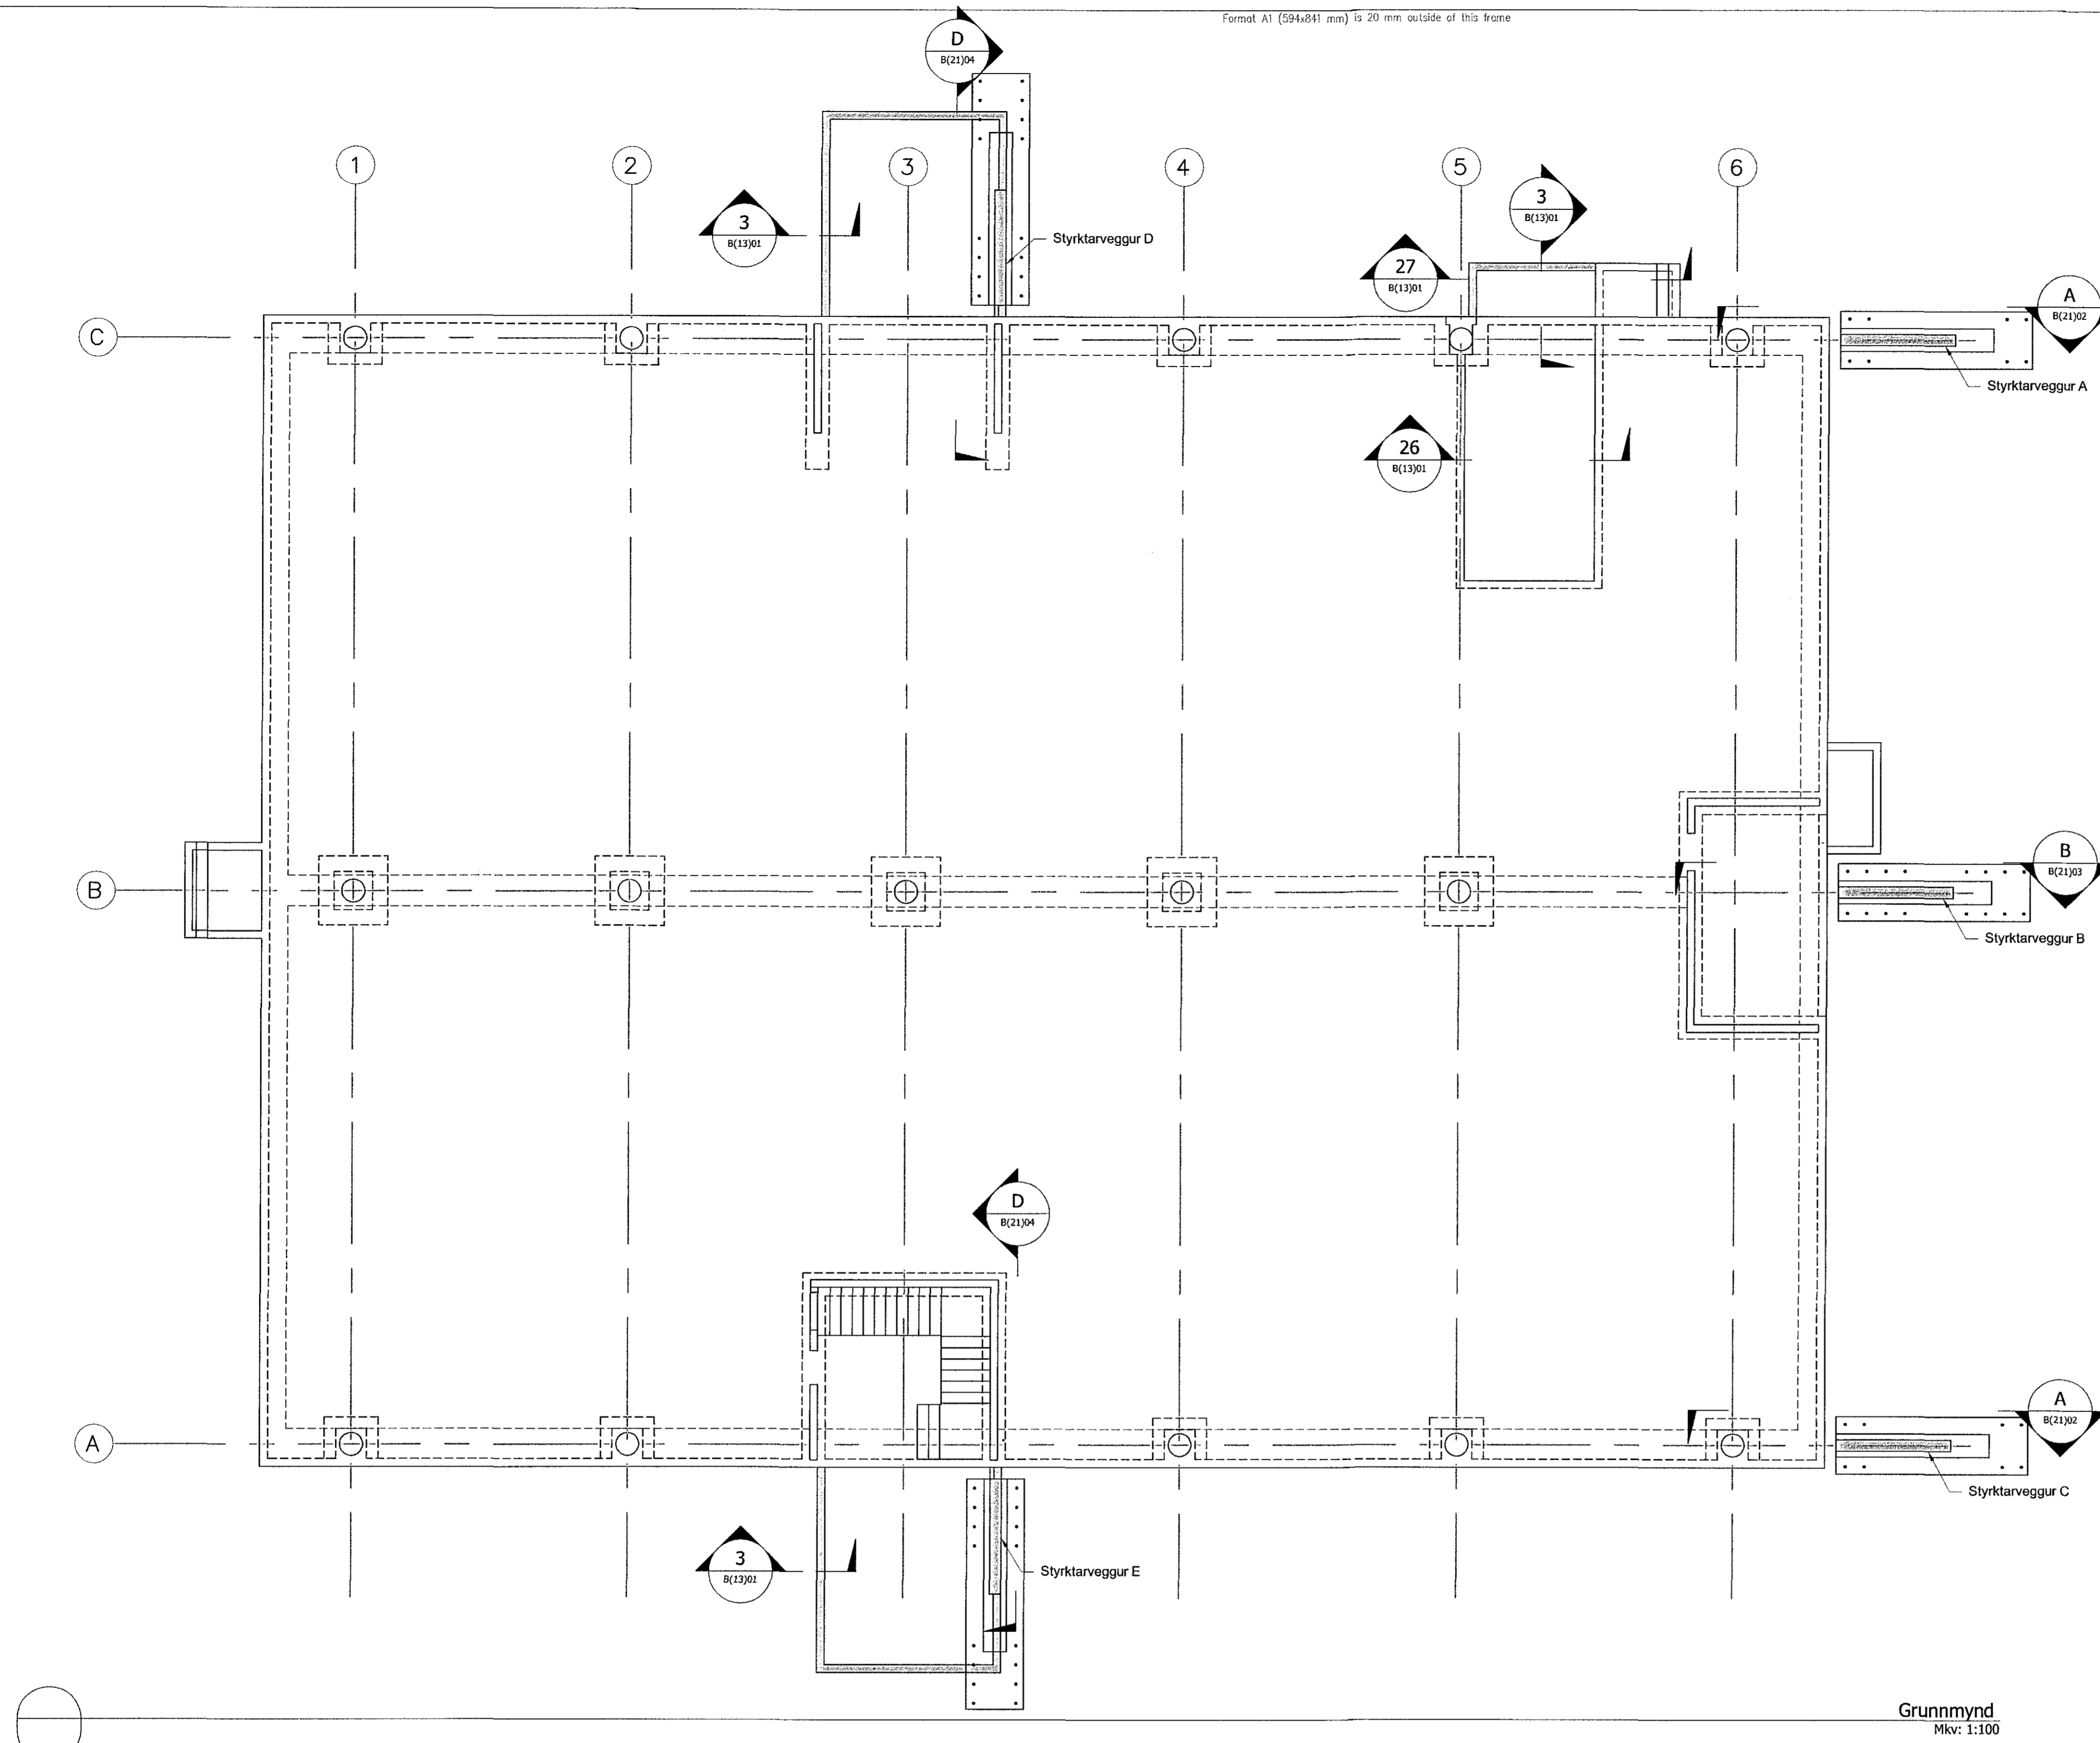 Format A1 (594x841 mm) is 20 mm outside of this frame
D
B(21)04
1
2
3
4
5
6
3
B(13)01
Styrktarveggur D
3
B(13)01
27
B(13)01
A
B(21)02
C
Styrktarveggur A
26
B(13)01
B
B
B(21)03
Styrktarveggur B
D
B(21)04
A
A
B(21)02
Styrktarveggur C
3
B(13)01
Styrktarveggur E
Grunnmynd
Mkv: 1:100